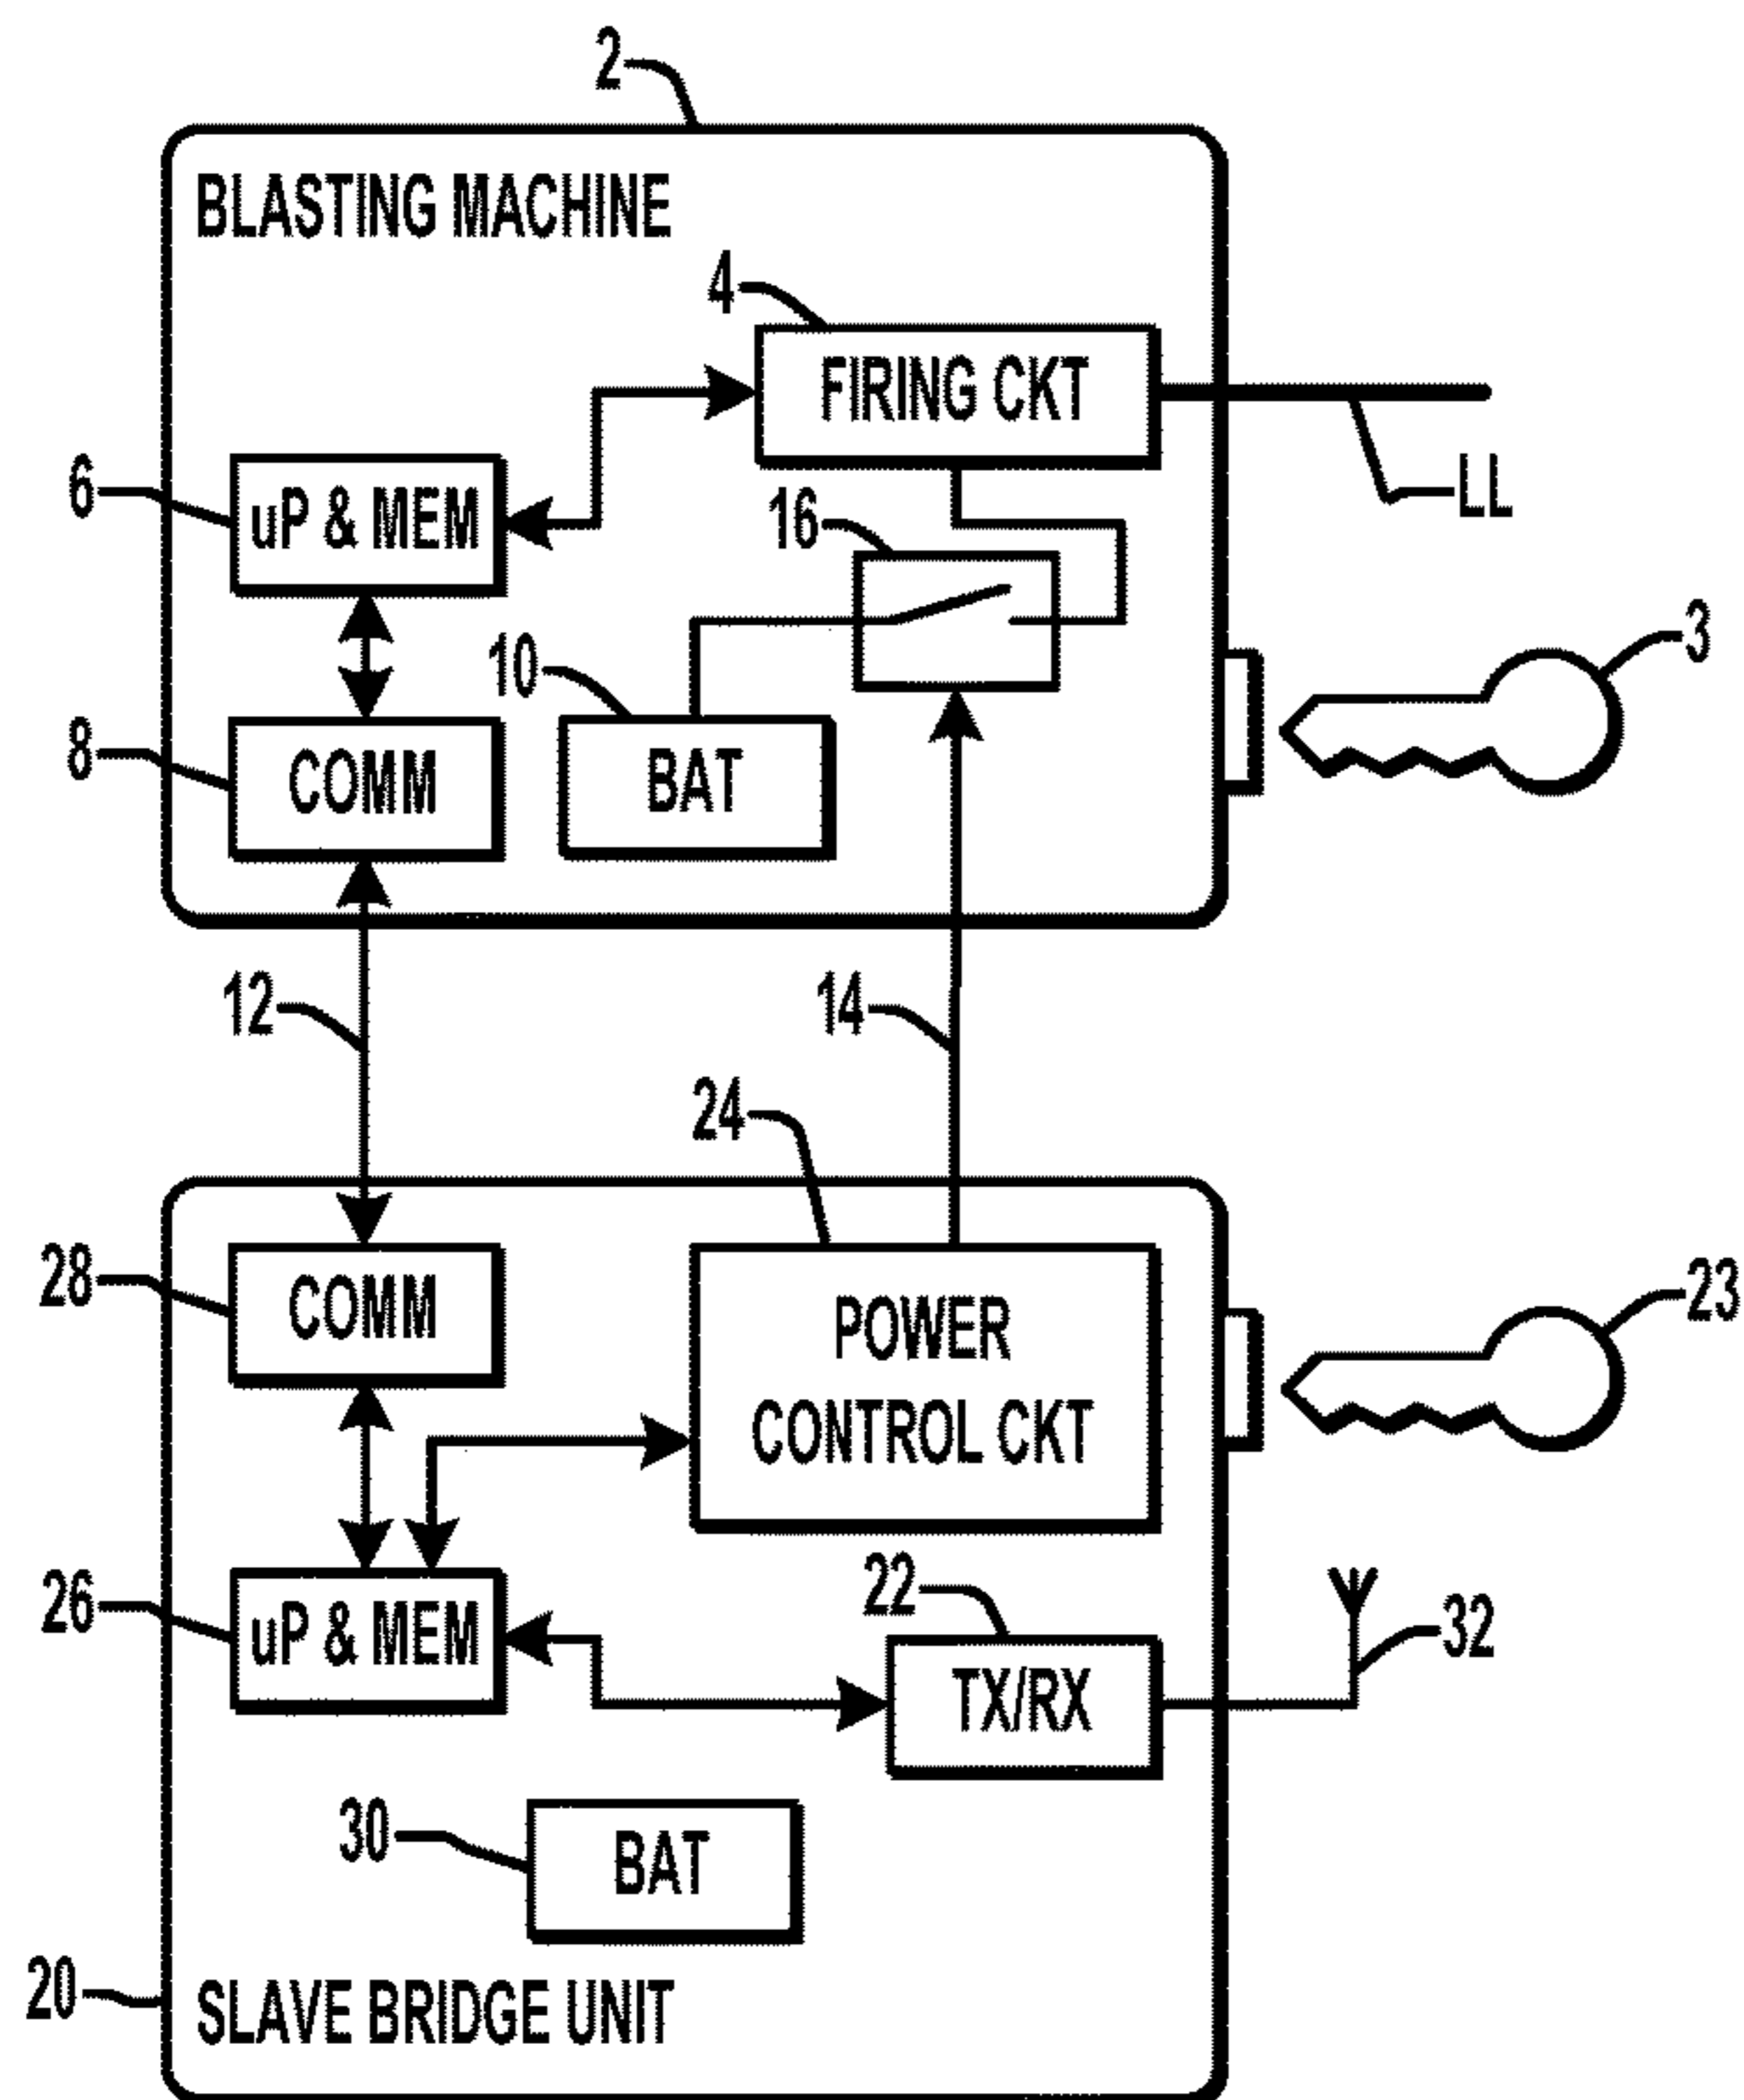 2
BLASTING MACHINE
4
FIRING CKT
LL
6
uP & MEM
16
3
10
8
COMM
BAT
12
14
24
28
COMM
POWER
CONTROL CKT
23
26
uP & MEM
22
TX/RX
32
30
BAT
20
SLAVE BRIDGE UNIT